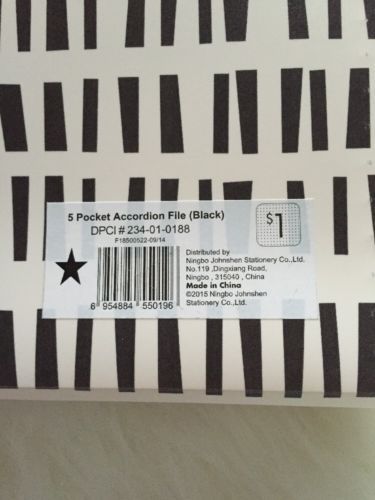 5 Pocket Accordion File (Black)
DPCI # 234-01-0188
F18500522-09/14
$1
Distributed by
Ningbo Johnshen Stationery Co.,Ltd.
No.119 ,Dingxiang Road,
Ningbo , 315040 , China
Made in China
©2015 Ningbo Johnshen
Stationery Co.,Ltd.
6 954884 550196